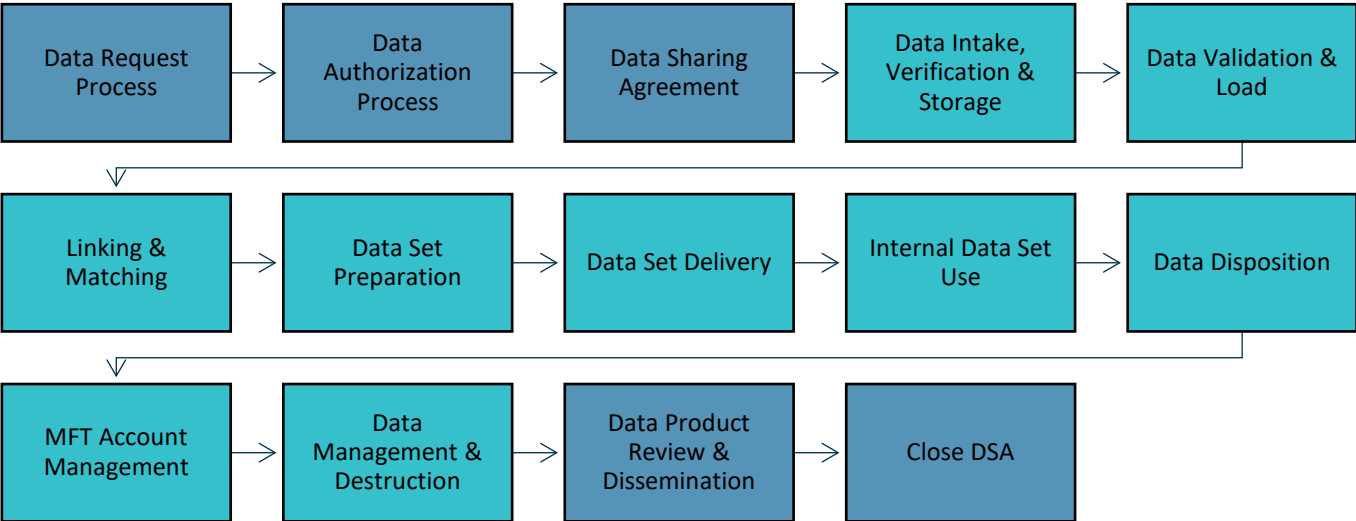 Data Request
Process
Data
Authorization
Process
Data Sharing
Agreement
Data Intake,
Verification &
Storage
Data Validation &
Load
Linking &
Matching
Data Set
Preparation
Data Set Delivery
Internal Data Set
Use
Data Disposition
MFT Account
Management
Data
Management &
Destruction
Data Product
Review &
Dissemination
Close DSA